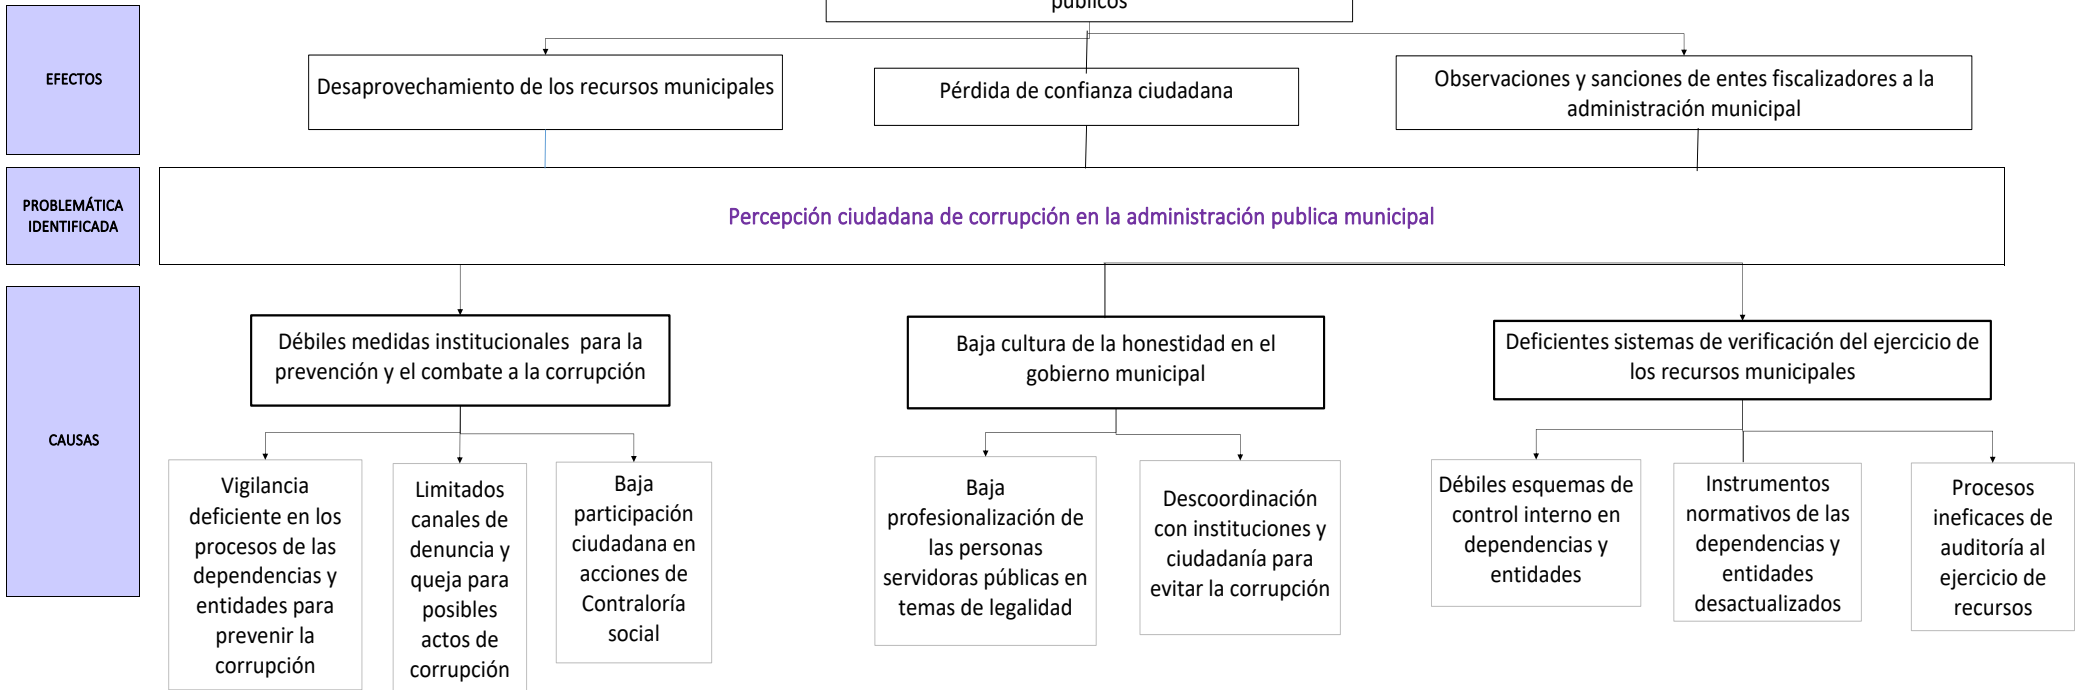 públicos
EFECTOS
Desaprovechamiento de los recursos municipales
Pérdida de confianza ciudadana
Observaciones y sanciones de entes fiscalizadores a la
administración municipal
PROBLEMÁTICA
IDENTIFICADA
Percepción ciudadana de corrupción en la administración publica municipal
CAUSAS
Débiles medidas institucionales  para la
prevención y el combate a la corrupción
Baja cultura de la honestidad en el
gobierno municipal
Deficientes sistemas de verificación del ejercicio de
los recursos municipales
Vigilancia
deficiente en los
procesos de las
dependencias y
entidades para
prevenir la
corrupción
Limitados
canales de
denuncia y
queja para
posibles
actos de
corrupción
Baja
participación
ciudadana en
acciones de
Contraloría
social
Baja
profesionalización de
las personas
servidoras públicas en
temas de legalidad
Descoordinación
con instituciones y
ciudadanía para
evitar la corrupción
Débiles esquemas de
control interno en
dependencias y
entidades
Instrumentos
normativos de las
dependencias y
entidades
desactualizados
Procesos
ineficaces de
auditoría al
ejercicio de
recursos